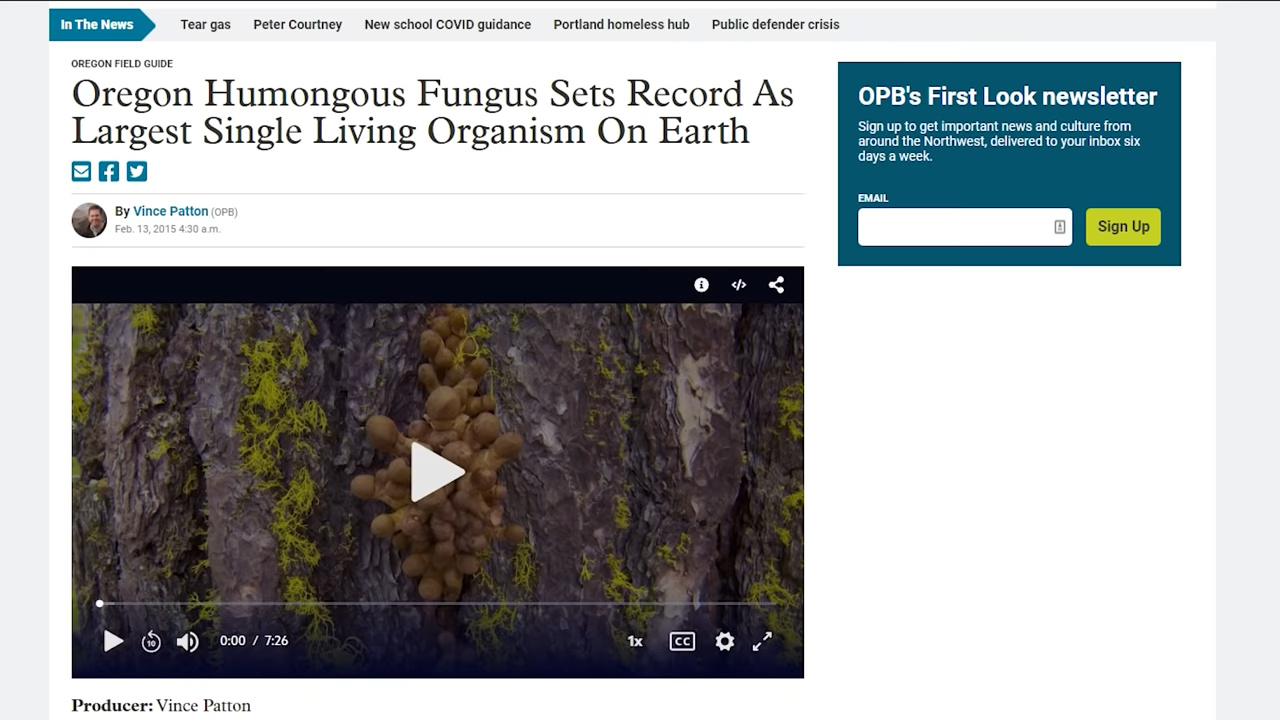 In The News Tear gas Peter Courtney New school COVID guidance Portland homeless hub Public defender crisis
OREGON FIELD GUIDE
Oregon Humongous Fungus Sets Record As
Largest Single Living Organism On Earth
By Vince Patton (OPB)
Feb. 13, 2015 4:30 a.m.
OPB's First Look newsletter
Sign up to get important news and culture from
around the Northwest, delivered to your inbox six
days a week.
EMAIL
Sign Up
10
0:00 / 7:26
1x
CC
Producer: Vince Patton